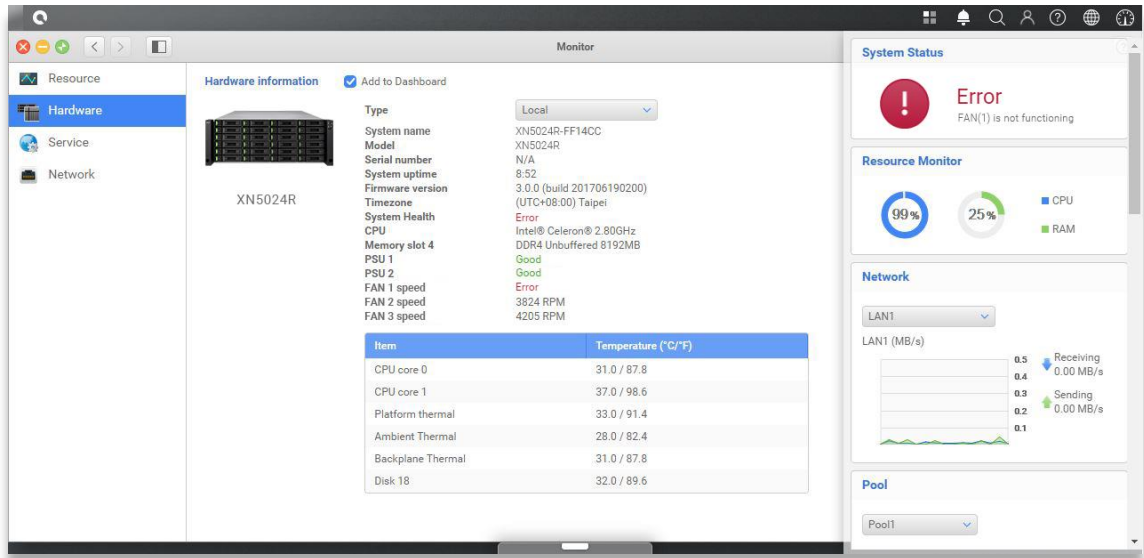 Monitor
Resource
Hardware
Service
Network
Hardware information
Add to Dashboard
XN5024R
Type Local
System name XN5024R-FF14CC
Model XN5024R
Serial number N/A
System uptime 8:52
Firmware version 3.0.0 (build 201706190200)
Timezone (UTC+08:00) Taipei
System Health Error
CPU Intel® Celeron® 2.80GHz
Memory slot 4 DDR4 Unbuffered 8192MB
PSU 1 Good
PSU 2 Good
FAN 1 speed Error
FAN 2 speed 3824 RPM
FAN 3 speed 4205 RPM
Item Temperature (°C/°F)
CPU core 0 31.0 / 87.8
CPU core 1 37.0 / 98.6
Platform thermal 33.0 / 91.4
Ambient Thermal 28.0 / 82.4
Backplane Thermal 31.0 / 87.8
Disk 18 32.0 / 89.6
System Status
Error
FAN(1) is not functioning
Resource Monitor
99%
25%
CPU
RAM
Network
LAN1
LAN1 (MB/s)
0.5
0.4
0.3
0.2
0.1
Receiving
0.00 MB/s
Sending
0.00 MB/s
Pool
Pool1